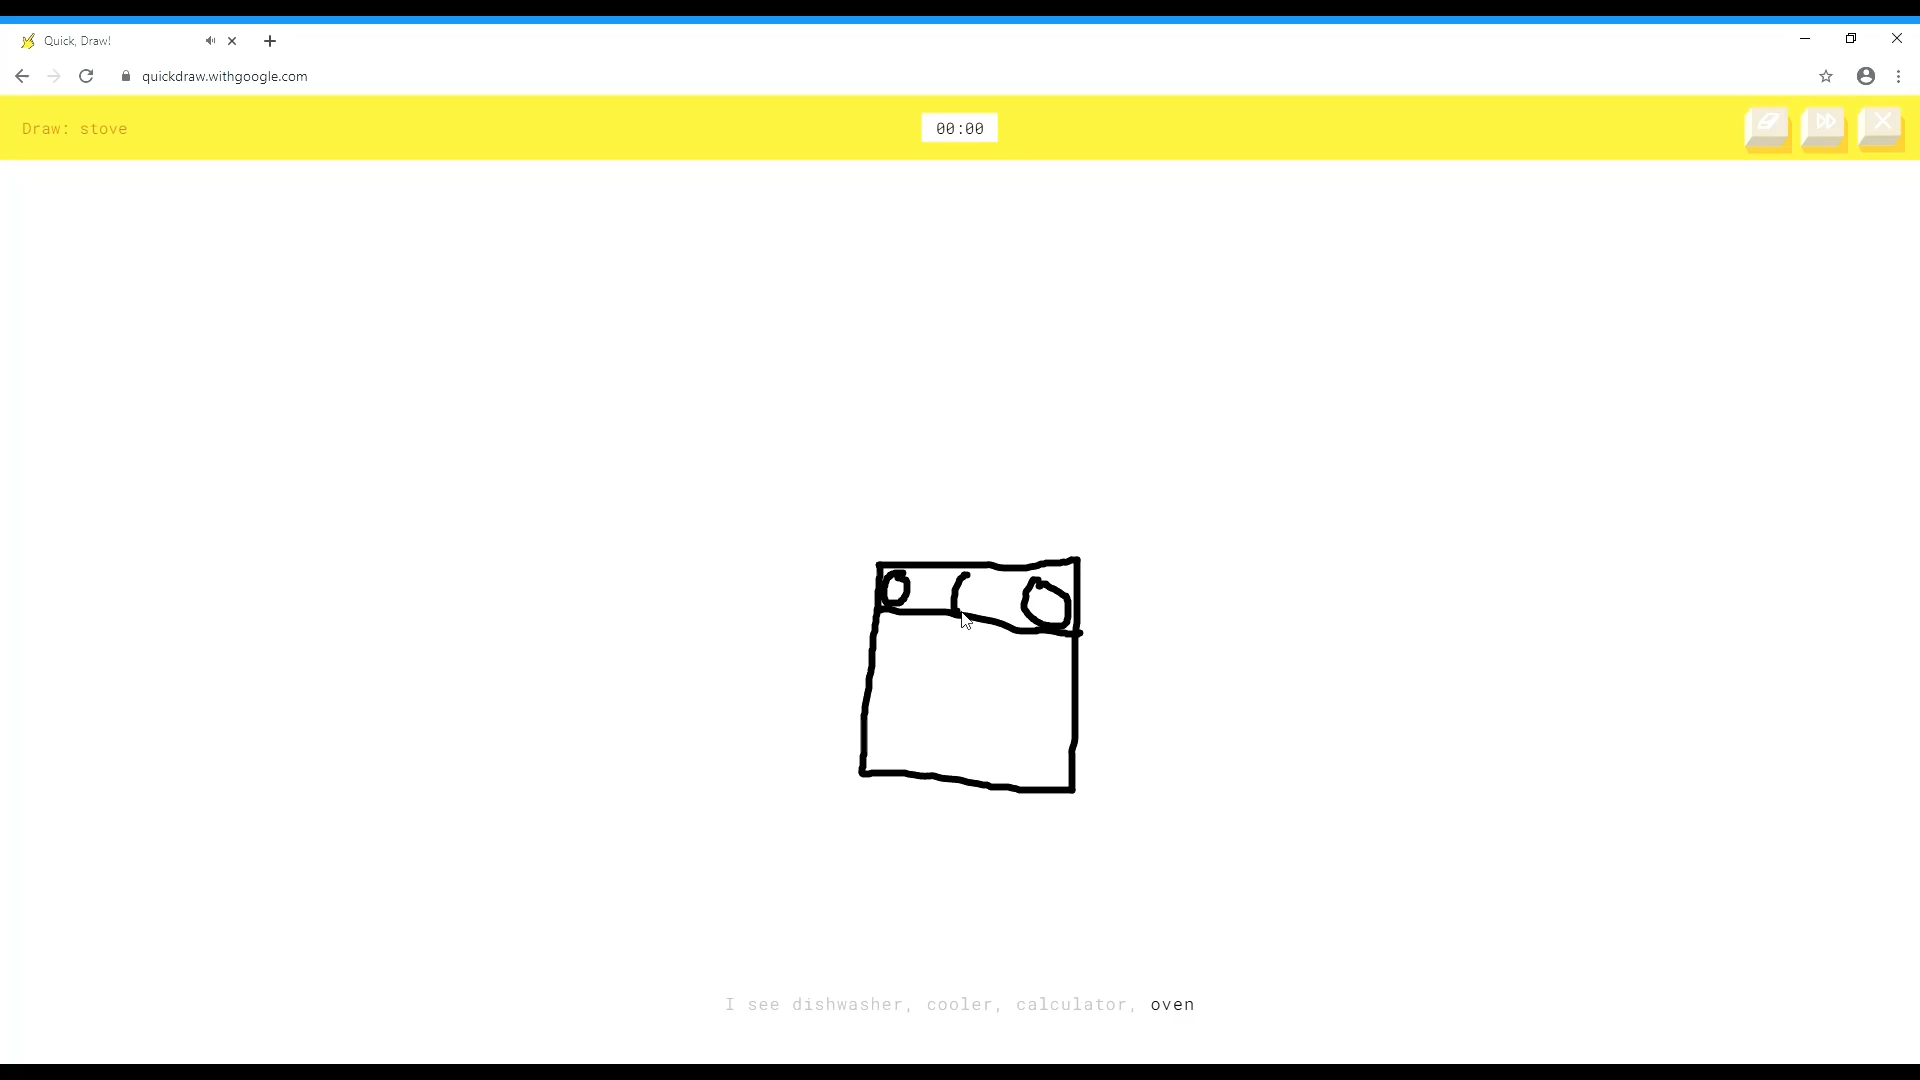 Quick, Draw!
quickdraw.withgoogle.com
Draw: stove
00:00
I see dishwasher, cooler, calculator, oven